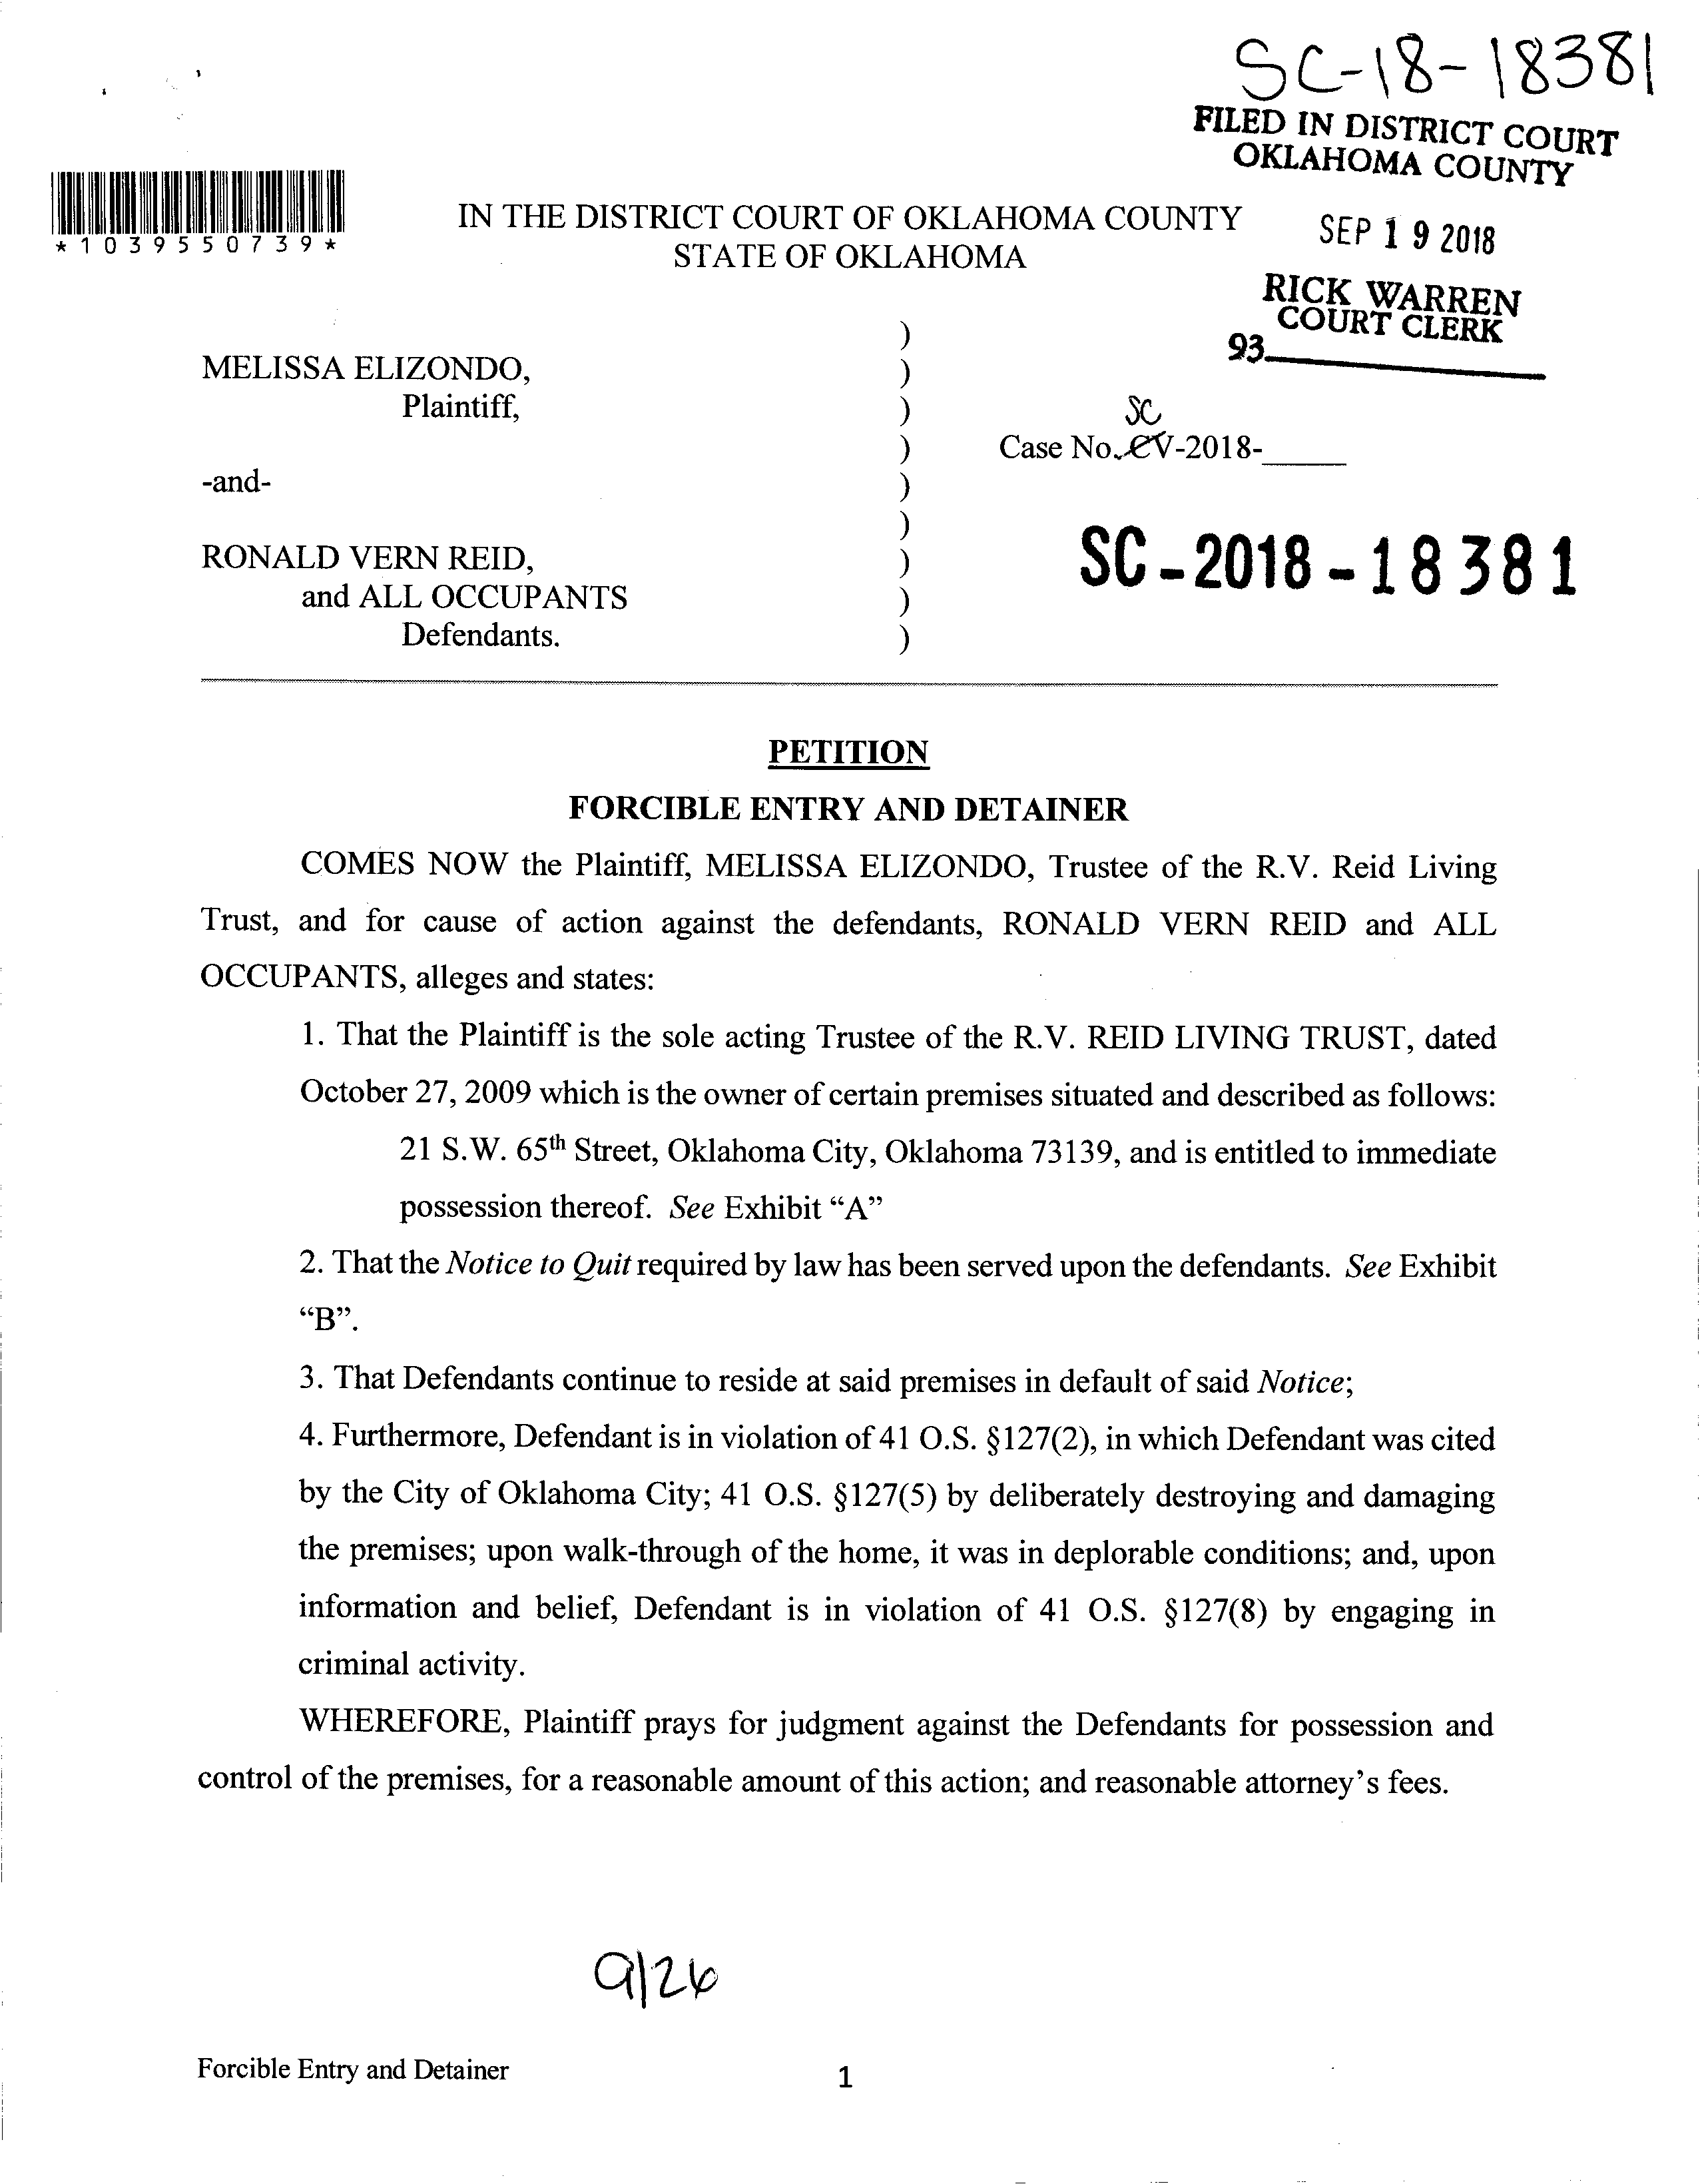 SC-18-18381
FILED IN DISTRICT COURT
OKLAHOMA COUNTY
SEP 19 2018
RICK WARREN
COURT CLERK
93
*1039550739*
IN THE DISTRICT COURT OF OKLAHOMA COUNTY
STATE OF OKLAHOMA
MELISSA ELIZONDO,
Plaintiff,
-and-
RONALD VERN REID,
and ALL OCCUPANTS
Defendants.
)
)
)
)
)
)
)
)
)
SC
Case No. CV-2018-_____
SC-2018-18381
PETITION
FORCIBLE ENTRY AND DETAINER
COMES NOW the Plaintiff, MELISSA ELIZONDO, Trustee of the R.V. Reid Living
Trust, and for cause of action against the defendants, RONALD VERN REID and ALL
OCCUPANTS, alleges and states:
1. That the Plaintiff is the sole acting Trustee of the R.V. REID LIVING TRUST, dated
October 27, 2009 which is the owner of certain premises situated and described as follows:
21 S.W. 65th Street, Oklahoma City, Oklahoma 73139, and is entitled to immediate
possession thereof. See Exhibit “A”
2. That the Notice to Quit required by law has been served upon the defendants. See Exhibit
“B”.
3. That Defendants continue to reside at said premises in default of said Notice;
4. Furthermore, Defendant is in violation of 41 O.S. §127(2), in which Defendant was cited
by the City of Oklahoma City; 41 O.S. §127(5) by deliberately destroying and damaging
the premises; upon walk-through of the home, it was in deplorable conditions; and, upon
information and belief, Defendant is in violation of 41 O.S. §127(8) by engaging in
criminal activity.
WHEREFORE, Plaintiff prays for judgment against the Defendants for possession and
control of the premises, for a reasonable amount of this action; and reasonable attorney’s fees.
9/26
Forcible Entry and Detainer
1